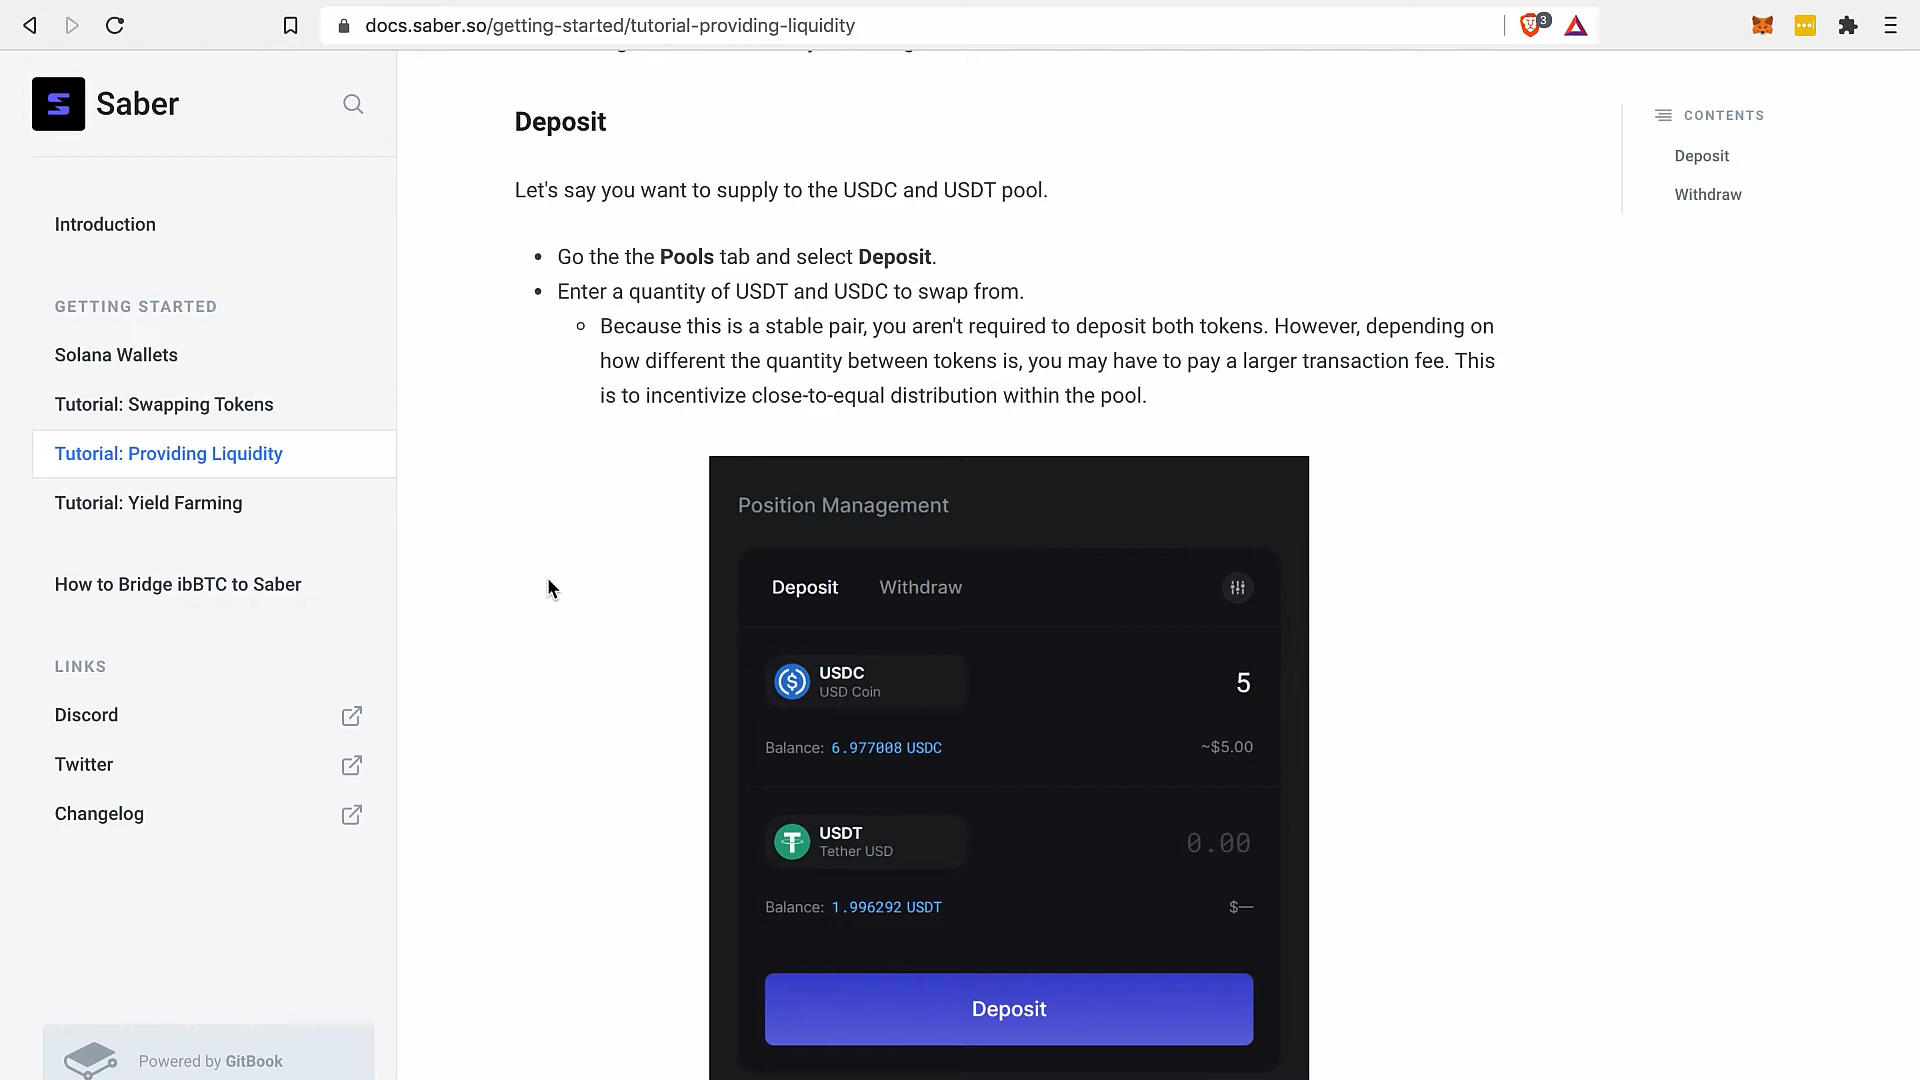 docs.saber.so/getting-started/tutorial-providing-liquidity
3
Saber
Introduction
GETTING STARTED
Solana Wallets
Tutorial: Swapping Tokens
Tutorial: Providing Liquidity
Tutorial: Yield Farming
How to Bridge ibBTC to Saber
LINKS
Discord
Twitter
Changelog
Powered by GitBook
Deposit
Let's say you want to supply to the USDC and USDT pool.
Go the the Pools tab and select Deposit.
Enter a quantity of USDT and USDC to swap from.
Because this is a stable pair, you aren't required to deposit both tokens. However, depending on
how different the quantity between tokens is, you may have to pay a larger transaction fee. This
is to incentivize close-to-equal distribution within the pool.
Position Management
Deposit Withdraw
USDC
USD Coin
5
Balance: 6.977008 USDC
~$5.00
USDT
Tether USD
0.00
Balance: 1.996292 USDT
$—
Deposit
CONTENTS
Deposit
Withdraw